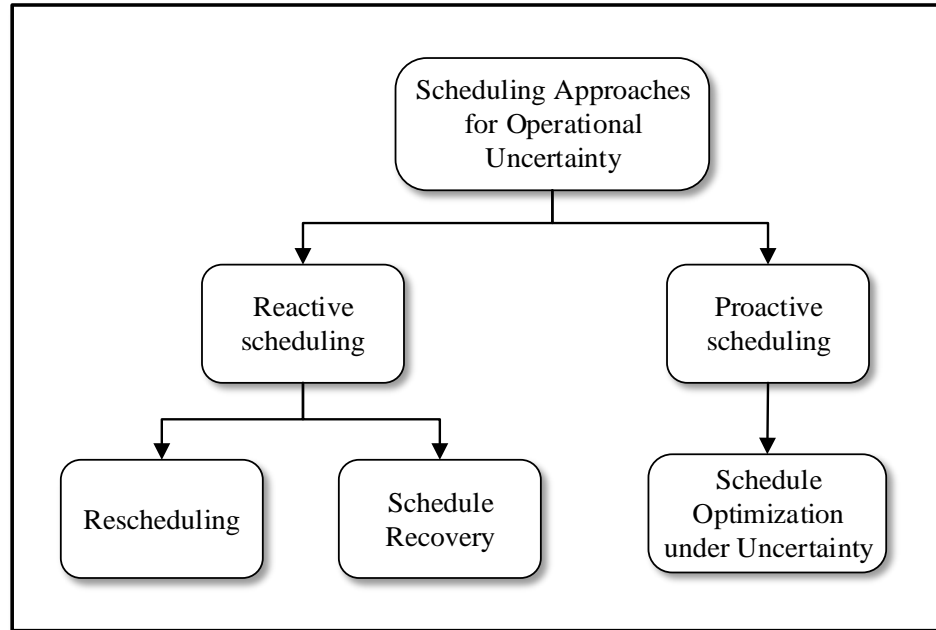 Scheduling Approaches
for Operational
Uncertainty
Reactive
scheduling
Proactive
scheduling
Rescheduling
Schedule
Recovery
Schedule
Optimization
under Uncertainty